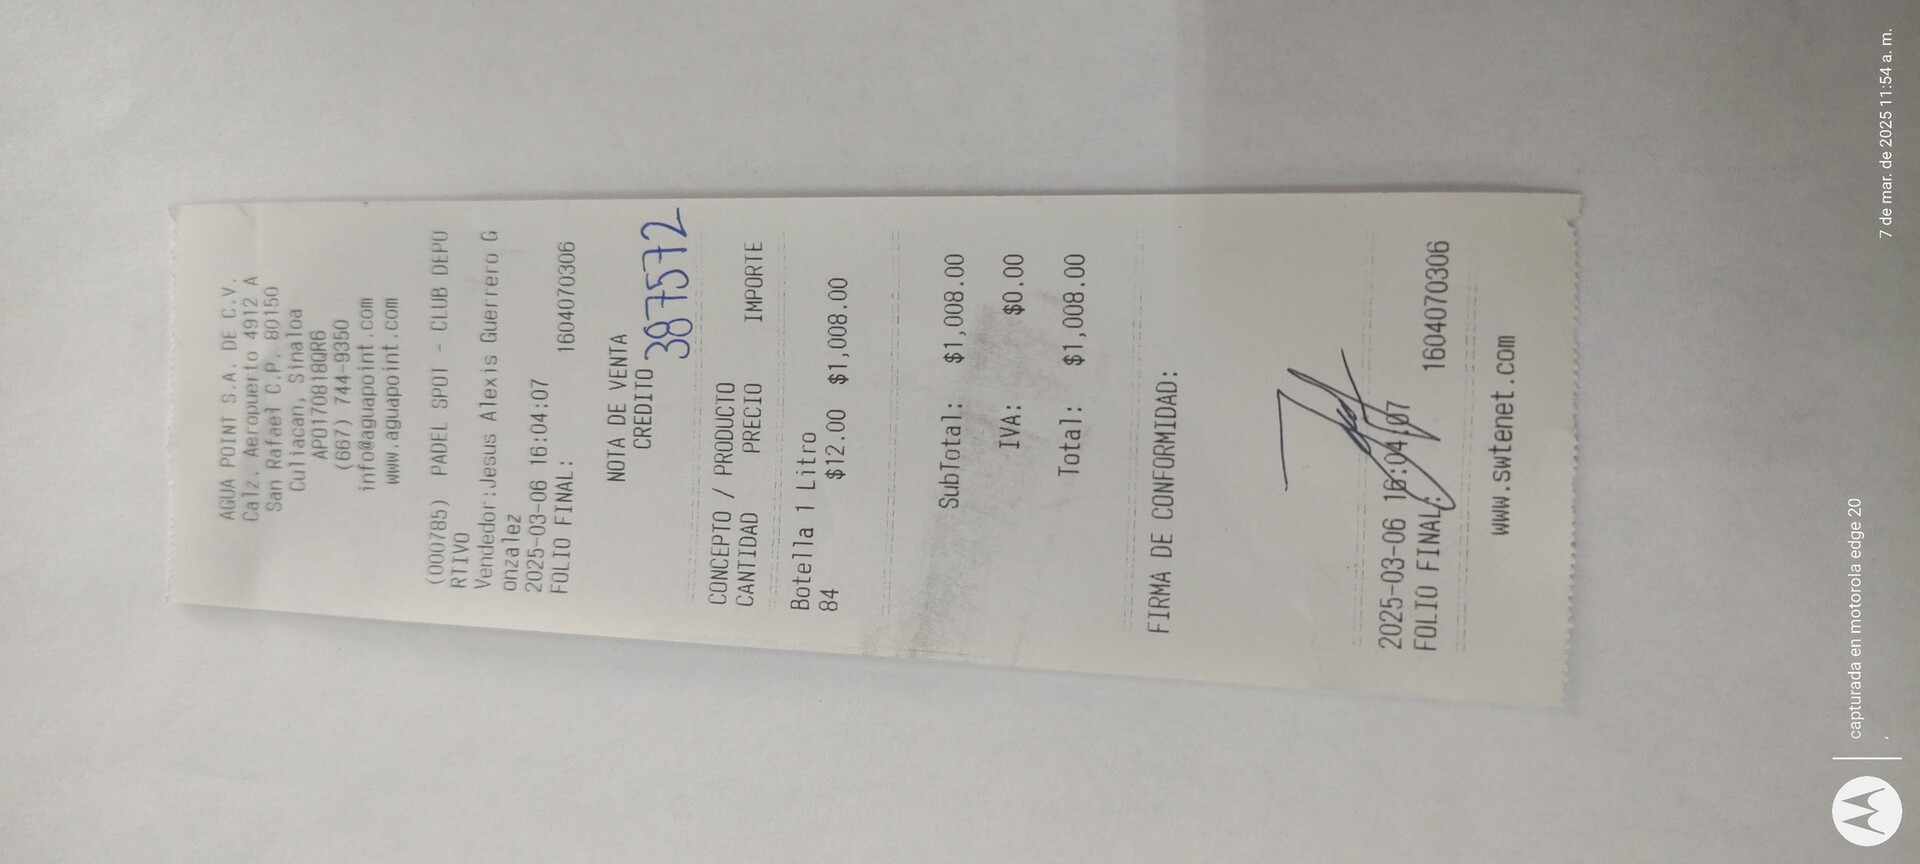 AGUA POINT S.A. DE C.V.
Calz. Aeropuerto 4912 A
San Rafael C.P. 80150
Culiacan, Sinaloa
APO170818QR6
(667) 744-9350
info@aguapoint.com
www.aguapoint.com
(000785) PADEL SPOT - CLUB DEPO
RTIVO
Vendedor:Jesus Alexis Guerrero G
onzalez
2025-03-06 16:04:07
FOLIO FINAL: 1604070306
NOTA DE VENTA
CREDITO
387572
CONCEPTO / PRODUCTO
CANTIDAD PRECIO IMPORTE
Botella 1 Litro
84 $12.00 $1,008.00
SubTotal: $1,008.00
IVA: $0.00
Total: $1,008.00
FIRMA DE CONFORMIDAD:
2025-03-06 16:04:07
FOLIO FINAL: 1604070306
www.swtenet.com
capturada en motorola edge 20
7 de mar. de 2025 11:54 a. m.